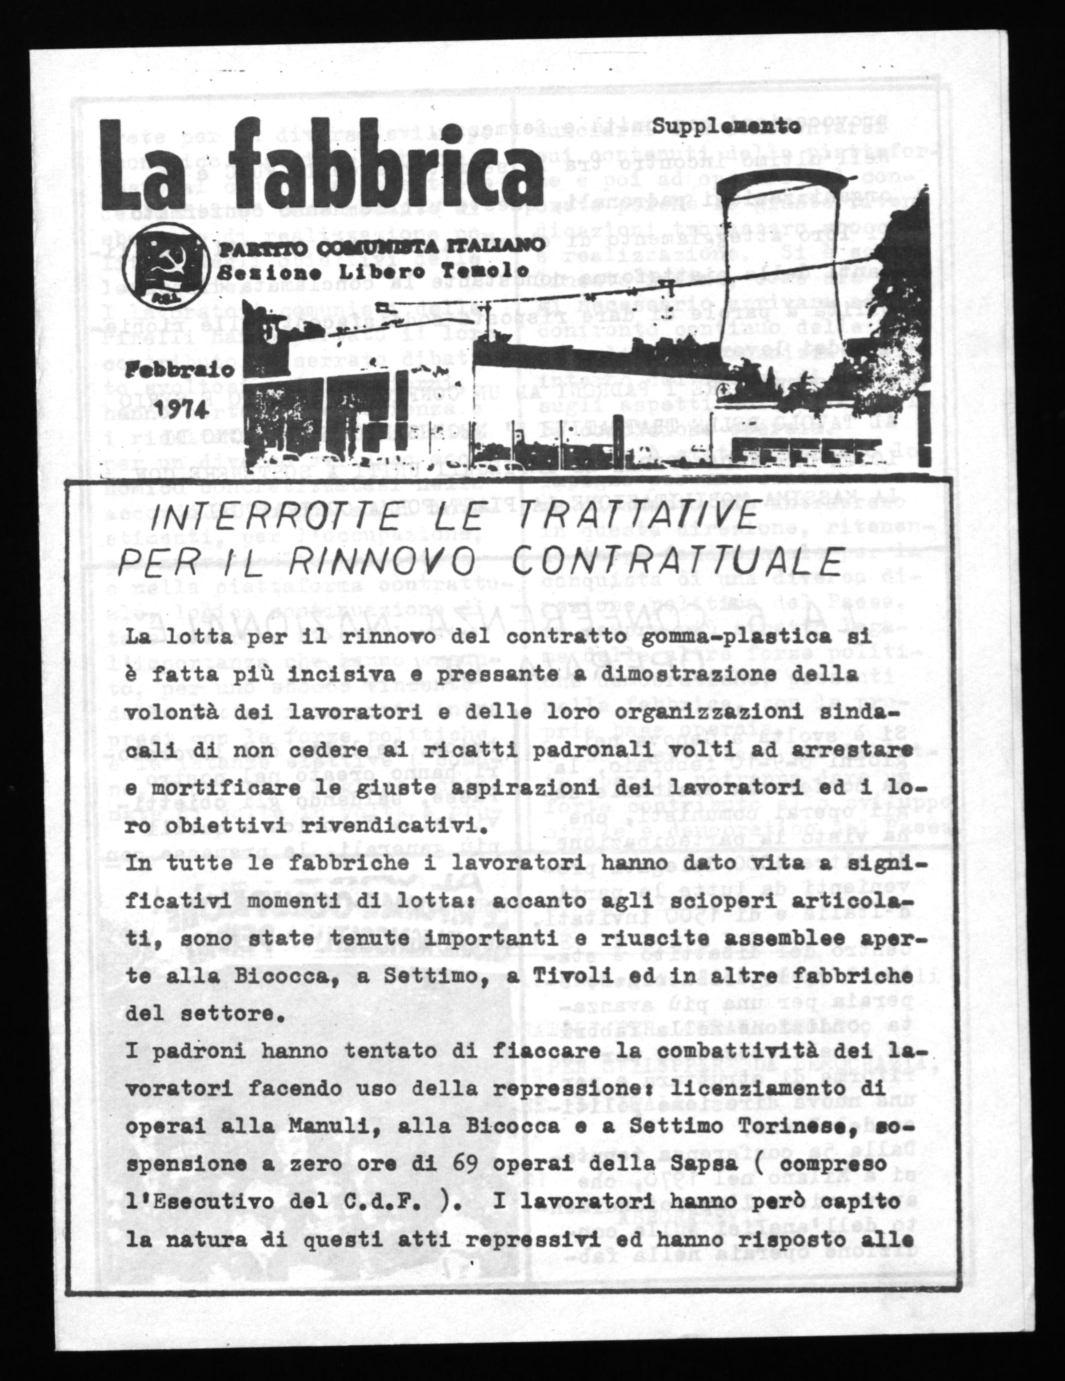 Supplemento
La fabbrica
PARTITO COMUNISTA ITALIANO
Sezione Libero Temolo
P.C.I.
Febbraio
1974
INTERROTTE LE TRATTATIVE
PER IL RINNOVO CONTRATTUALE
La lotta per il rinnovo del contratto gomma-plastica si
è fatta più incisiva e pressante a dimostrazione della
volontà dei lavoratori e delle loro organizzazioni sinda-
cali di non cedere ai ricatti padronali volti ad arrestare
e mortificare le giuste aspirazioni dei lavoratori ed i lo-
ro obiettivi rivendicativi.
In tutte le fabbriche i lavoratori hanno dato vita a signi-
ficativi momenti di lotta: accanto agli scioperi articola-
ti, sono state tenute importanti e riuscite assemblee aper-
te alla Bicocca, a Settimo, a Tivoli ed in altre fabbriche
del settore.
I padroni hanno tentato di fiaccare la combattività dei la-
voratori facendo uso della repressione: licenziamento di
operai alla Manuli, alla Bicocca e a Settimo Torinese, so-
spensione a zero ore di 69 operai della Sapsa ( compreso
l'Esecutivo del C.d.F. ). I lavoratori hanno però capito
la natura di questi atti repressivi ed hanno risposto alle